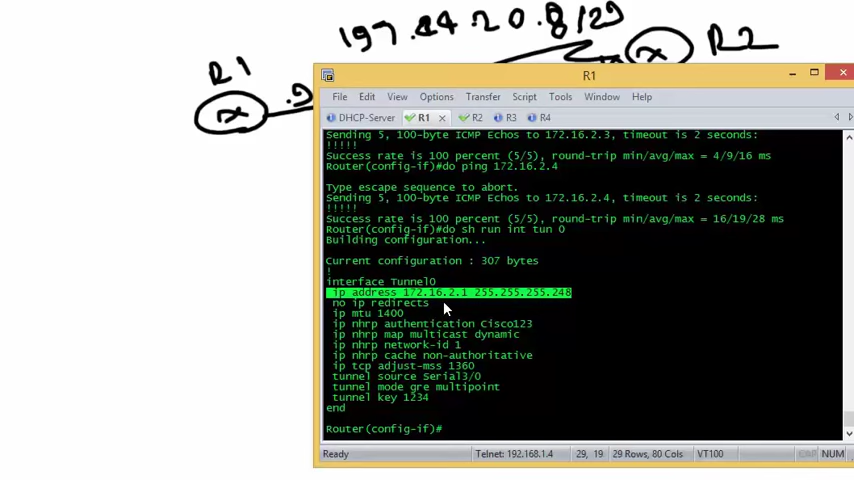 197.44.20.8/29
R2
R1
.9
R1
File Edit View Options Transfer Script Tools Window Help
DHCP-Server R1 R2 R3 R4
Sending 5, 100-byte ICMP Echos to 172.16.2.3, timeout is 2 seconds:
!!!!!
Success rate is 100 percent (5/5), round-trip min/avg/max = 4/9/16 ms
Router(config-if)#do ping 172.16.2.4
Type escape sequence to abort.
Sending 5, 100-byte ICMP Echos to 172.16.2.4, timeout is 2 seconds:
!!!!!
Success rate is 100 percent (5/5), round-trip min/avg/max = 16/19/28 ms
Router(config-if)#do sh run int tun 0
Building configuration...
Current configuration : 307 bytes
!
interface Tunnel0
ip address 172.16.2.1 255.255.255.248
no ip redirects
ip mtu 1400
ip nhrp authentication Cisco123
ip nhrp map multicast dynamic
ip nhrp network-id 1
ip nhrp cache non-authoritative
ip tcp adjust-mss 1360
tunnel source Serial3/0
tunnel mode gre multipoint
tunnel key 1234
end
Router(config-if)#
Ready Telnet: 192.168.1.4 29, 19 29 Rows, 80 Cols VT100 CAP NUM